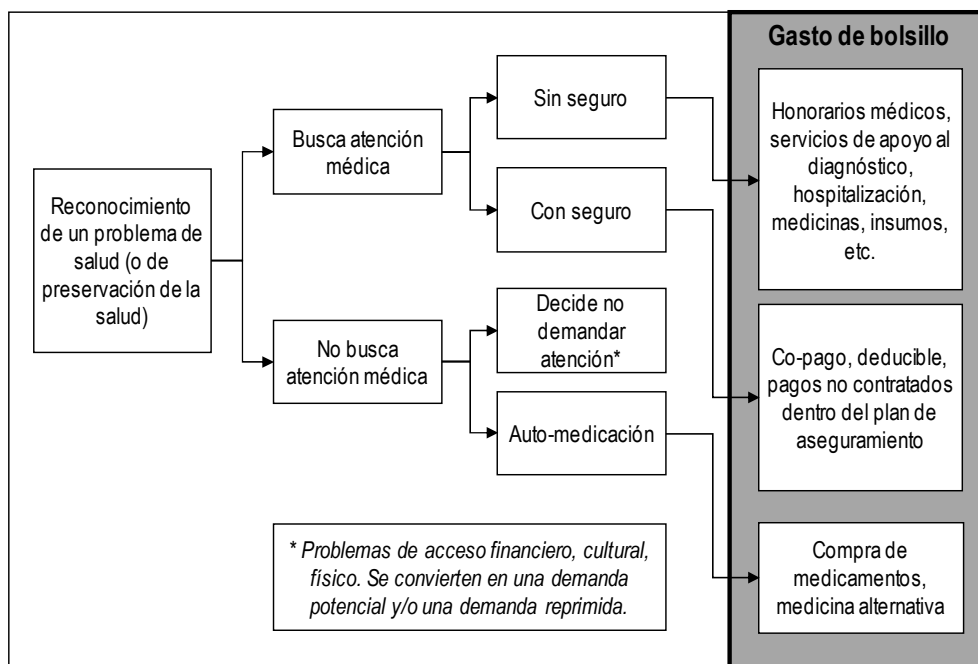 Gasto de bolsillo
Reconocimiento
de un problema de
salud (o de
preservación de la
salud)
Busca atención
médica
No busca
atención médica
Sin seguro
Con seguro
Decide no
demandar
atención*
Auto-medicación
Honorarios médicos,
servicios de apoyo al
diagnóstico,
hospitalización,
medicinas, insumos,
etc.
Co-pago, deducible,
pagos no contratados
dentro del plan de
aseguramiento
Compra de
medicamentos,
medicina alternativa
* Problemas de acceso financiero, cultural,
físico. Se convierten en una demanda
potencial y/o una demanda reprimida.